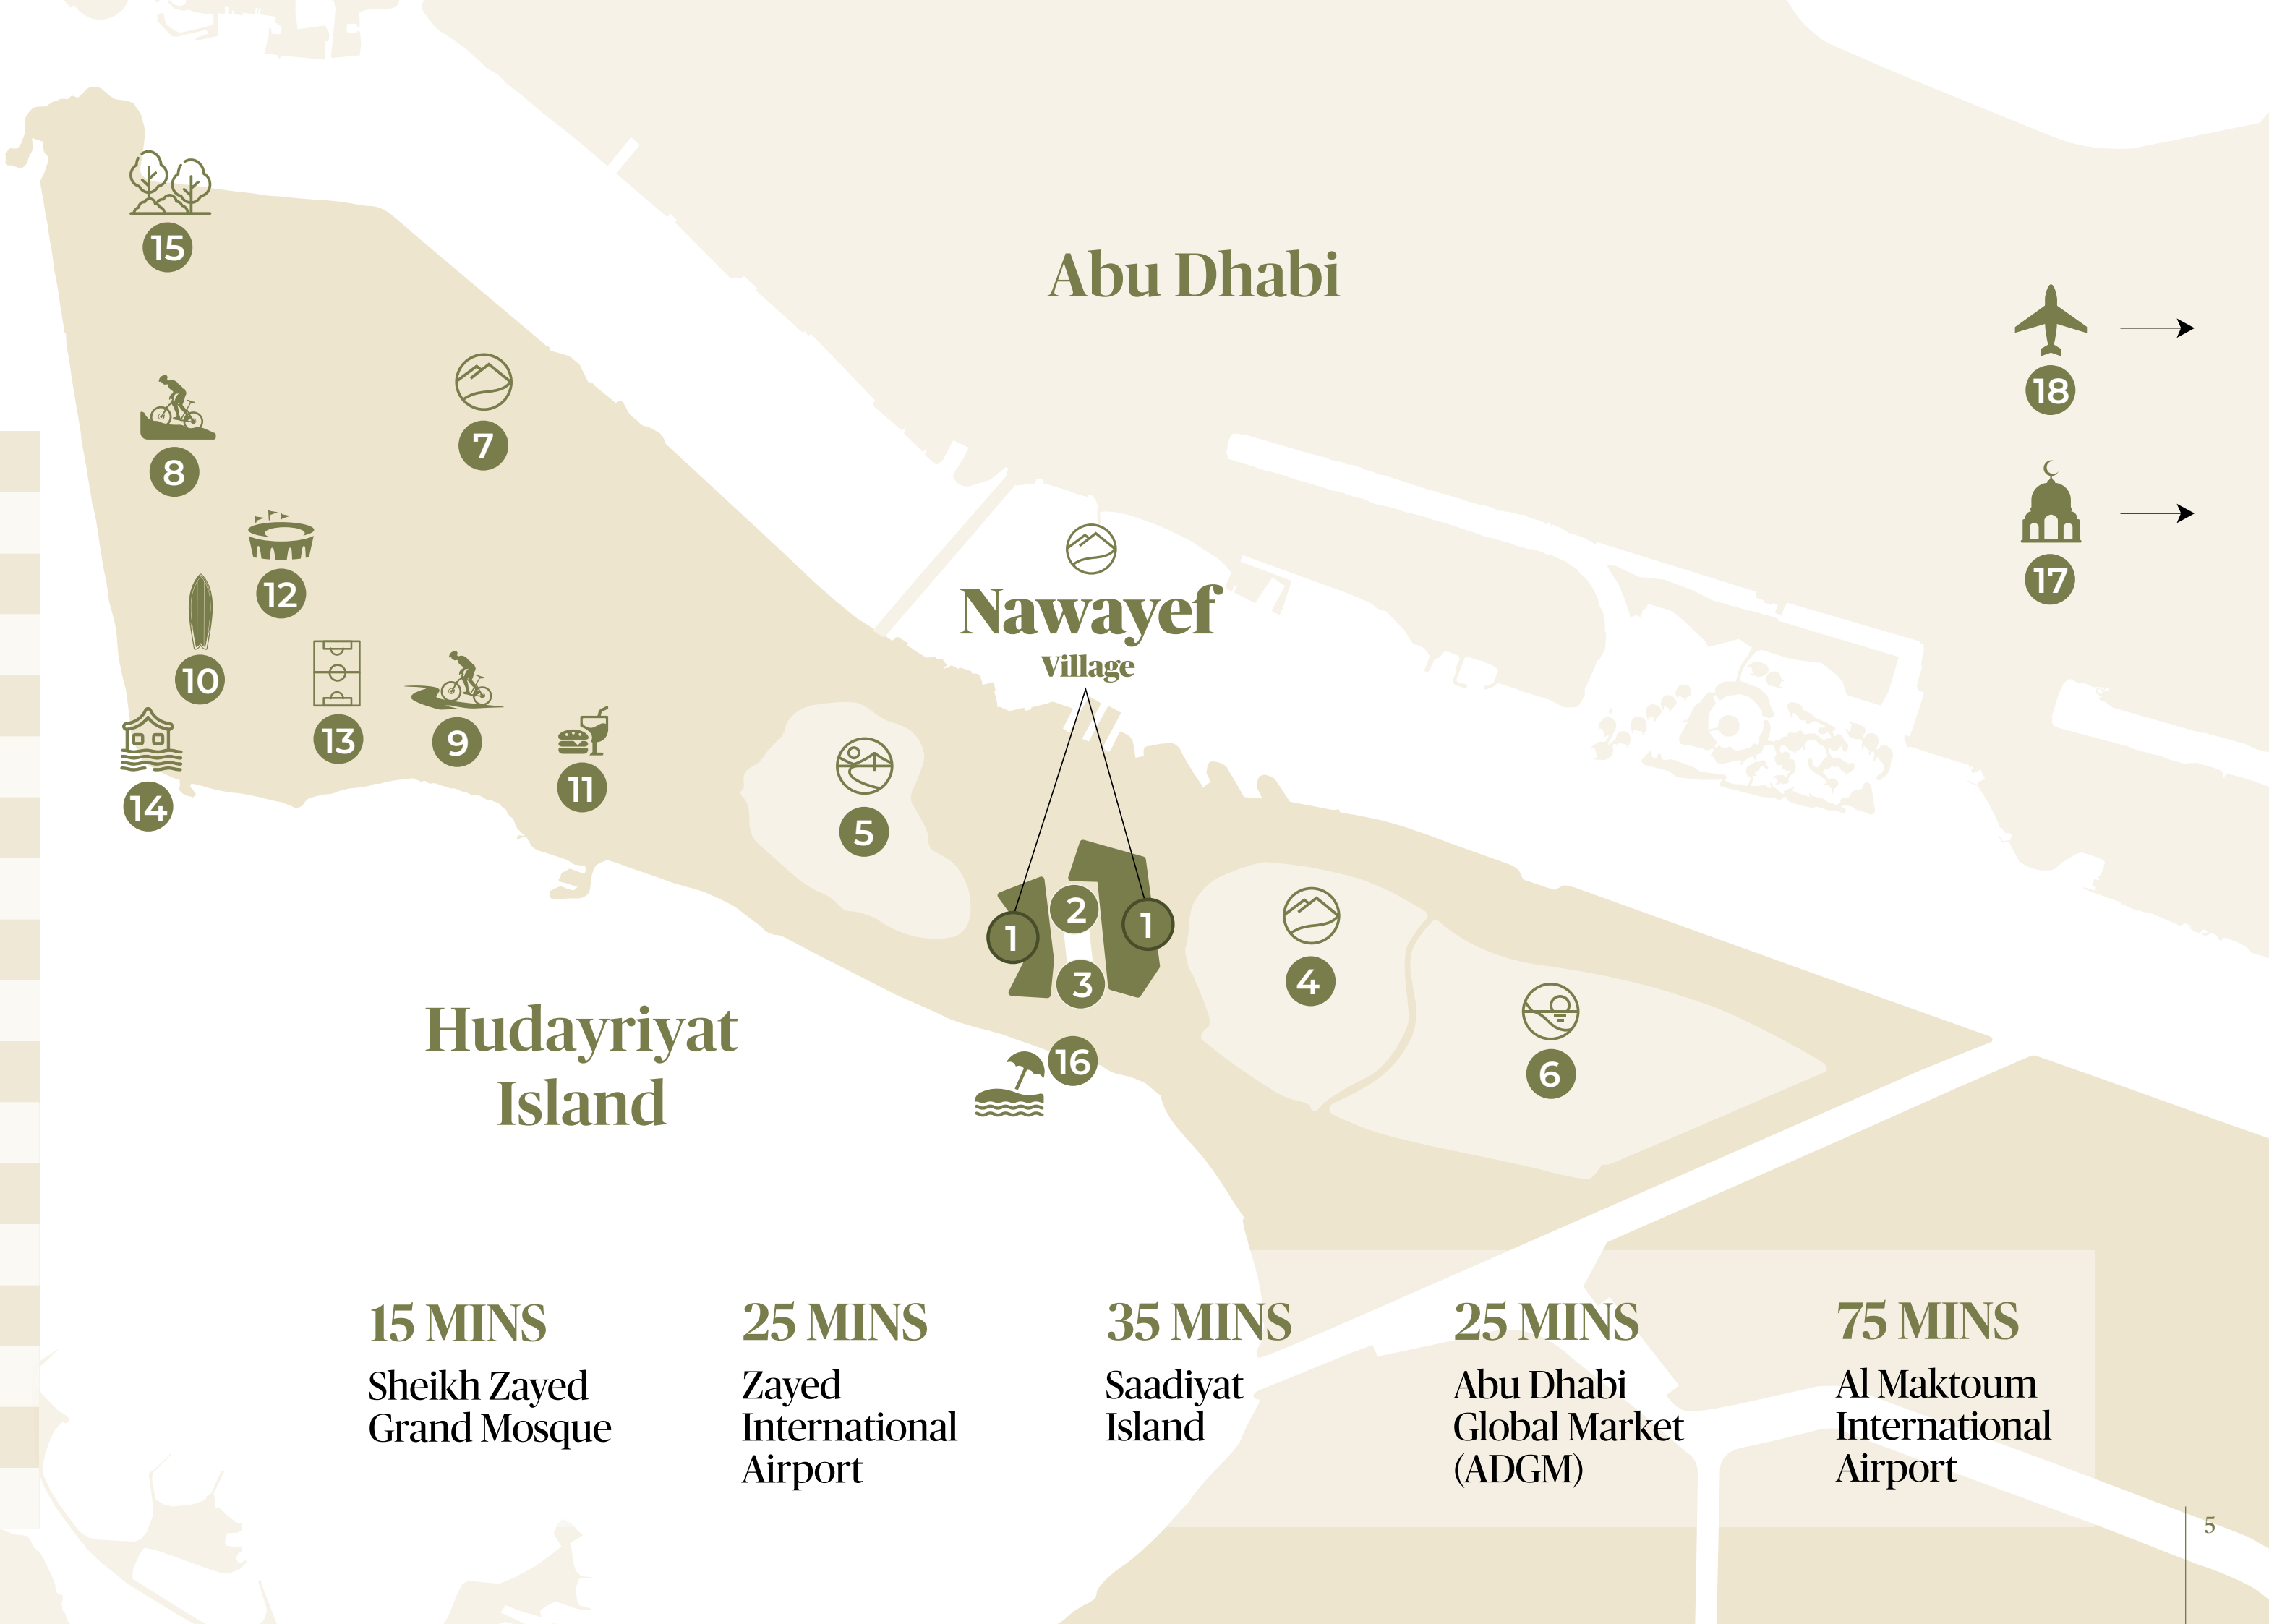 Abu Dhabi
15
18
7
8
17
12
Nawayef
Village
10
13
9
11
14
5
2
1
1
3
4
Hudayriyat
Island
16
6
15 MINS
Sheikh Zayed
Grand Mosque
25 MINS
Zayed
International
Airport
35 MINS
Saadiyat
Island
25 MINS
Abu Dhabi
Global Market
(ADGM)
75 MINS
Al Maktoum
International
Airport
5